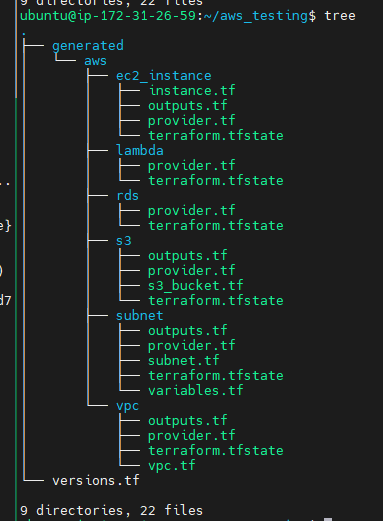 9 directories, 22 files
ubuntu@ip-172-31-26-59:~/aws_testing$ tree
.
├── generated
│   └── aws
│       ├── ec2_instance
│       │   ├── instance.tf
│       │   ├── outputs.tf
│       │   ├── provider.tf
│       │   └── terraform.tfstate
│       ├── lambda
│       │   ├── provider.tf
│       │   └── terraform.tfstate
│       ├── rds
│       │   ├── provider.tf
│       │   └── terraform.tfstate
│       ├── s3
│       │   ├── outputs.tf
│       │   ├── provider.tf
│       │   ├── s3_bucket.tf
│       │   └── terraform.tfstate
│       ├── subnet
│       │   ├── outputs.tf
│       │   ├── provider.tf
│       │   ├── subnet.tf
│       │   ├── terraform.tfstate
│       │   └── variables.tf
│       └── vpc
│           ├── outputs.tf
│           ├── provider.tf
│           ├── terraform.tfstate
│           └── vpc.tf
└── versions.tf
9 directories, 22 files